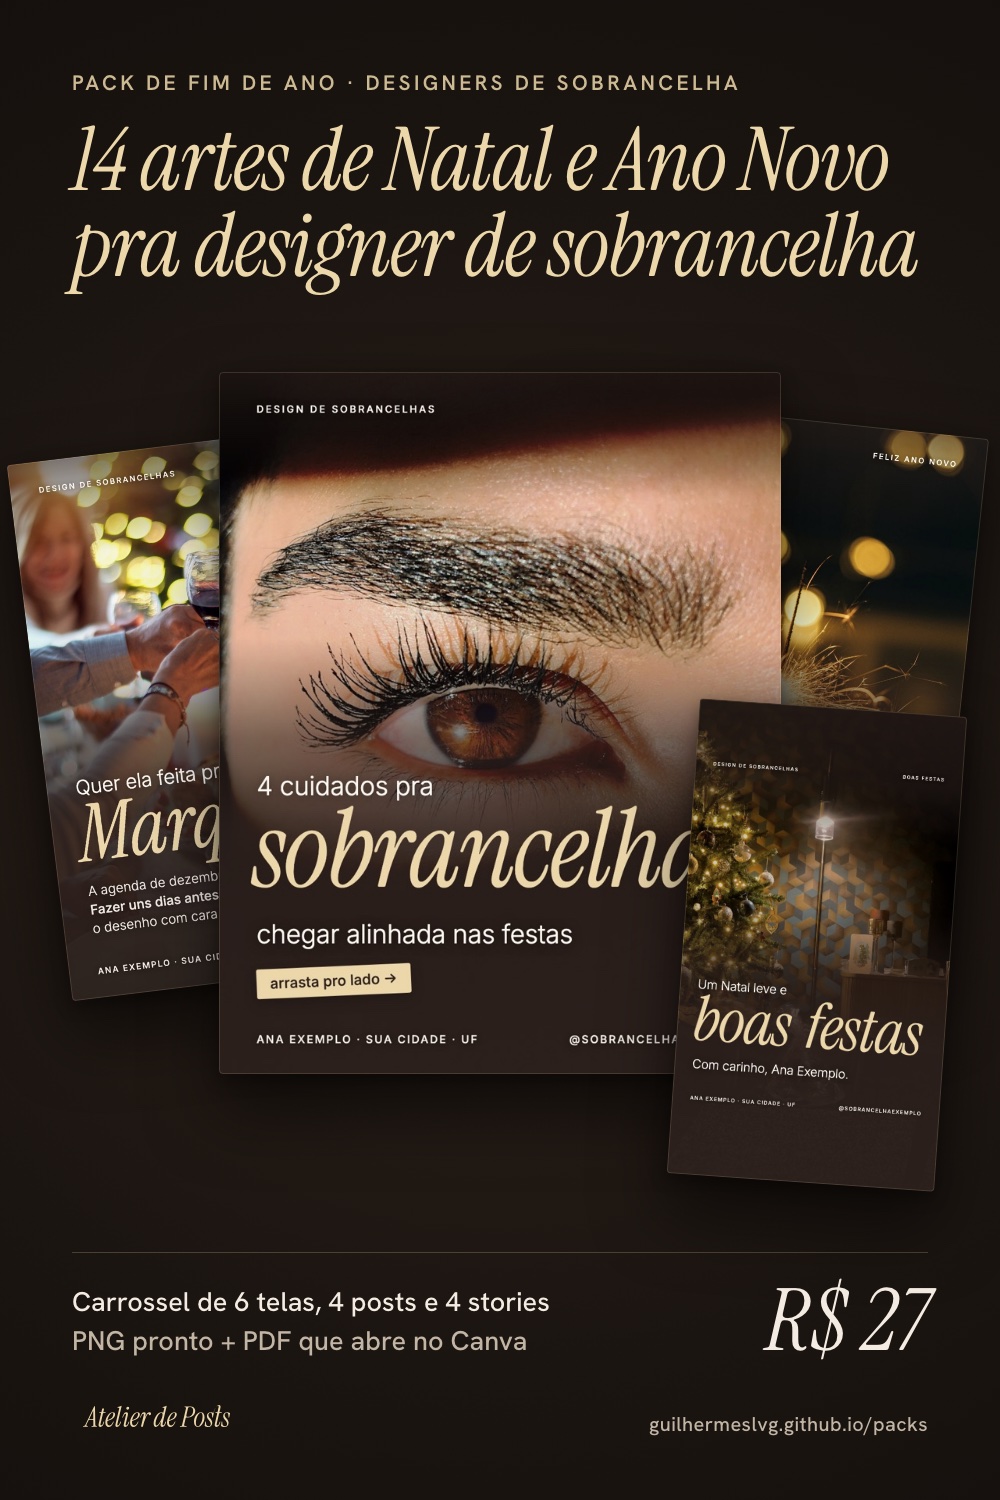 PACK DE FIM DE ANO · DESIGNERS DE SOBRANCELHA
14 artes de Natal e Ano Novo
pra designer de sobrancelha
DESIGN DE SOBRANCELHAS
Quer ela feita pr
Marq
A agenda de dezemb
Fazer uns dias antes
o desenho com cara
ANA EXEMPLO · SUA CID
DESIGN DE SOBRANCELHAS
4 cuidados pra
sobrancelha
chegar alinhada nas festas
arrasta pro lado →
ANA EXEMPLO · SUA CIDADE · UF
@SOBRANCELHA
FELIZ ANO NOVO
DESIGN DE SOBRANCELHAS
BOAS FESTAS
Um Natal leve e
boas festas
Com carinho, Ana Exemplo.
ANA EXEMPLO · SUA CIDADE · UF
@SOBRANCELHAEXEMPLO
Carrossel de 6 telas, 4 posts e 4 stories
PNG pronto + PDF que abre no Canva
R$ 27
Atelier de Posts
guilhermeslvg.github.io/packs